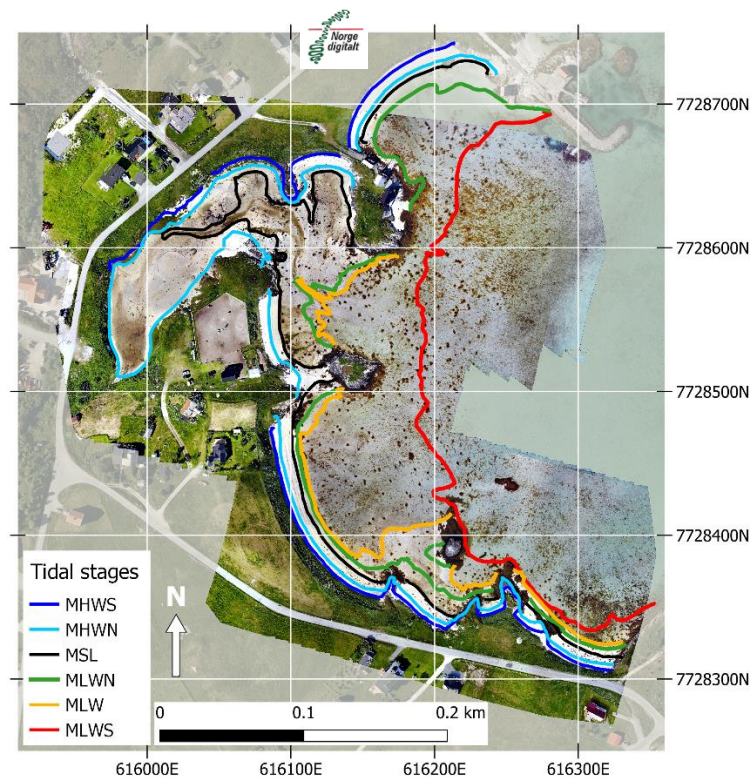 Norge
digitalt
7728700N
7728600N
7728500N
7728400N
7728300N
Tidal stages
MHWS
MHWN
MSL
MLWN
MLW
MLWS
N
0 0.1 0.2 km
616000E 616100E 616200E 616300E